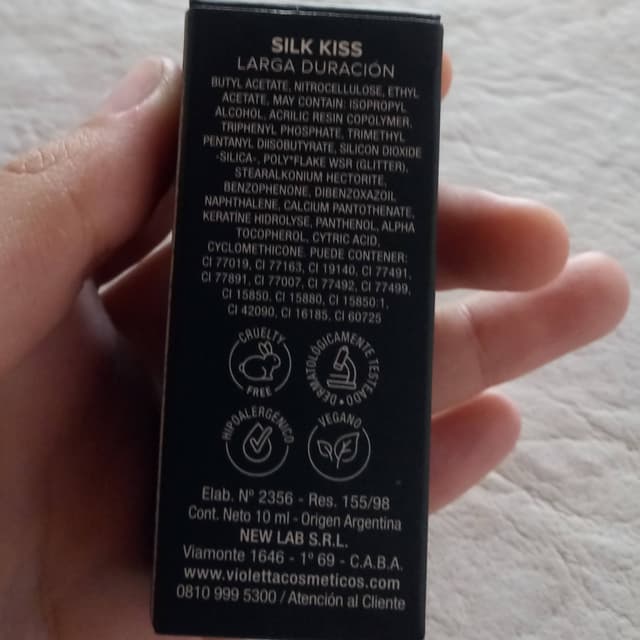 SILK KISS
LARGA DURACIÓN
BUTYL ACETATE, NITROCELLULOSE, ETHYL
ACETATE, MAY CONTAIN: ISOPROPYL
ALCOHOL, ACRILIC RESIN COPOLYMER
TRIPHENYL PHOSPHATE, TRIMETHYL
PENTANYL DIISOBUTYRATE, SILICON DIOXIDE
-SILICA-, POLY*FLAKE WSR (GLITTER),
STEARALKONIUM HECTORITE,
BENZOPHENONE, DIBENZOXAZOIL,
NAPHTHALENE, CALCIUM PANTOTHENATE,
KERATINE HIDROLYSE, PANTHENOL, ALPHA
TOCOPHEROL, CYTRIC ACID,
CYCLOMETHICONE. PUEDE CONTENER:
CI 77019, CI 77163, CI 19140, CI 77491,
CI 77891, CI 77007, CI 77492, CI 77499,
CI 15850, CI 15880, CI 15850:1,
CI 42090, CI 16185, CI 60725
CRUELTY
FREE
DERMATOLÓGICAMENTE TESTEADO
HIPOALERGÉNICO
VEGANO
Elab. Nº 2356 - Res. 155/98
Cont. Neto 10 ml - Origen Argentina
NEW LAB S.R.L.
Viamonte 1646 - 1º 69 - C.A.B.A.
www.violettacosmeticos.com
0810 999 5300 / Atención al Cliente